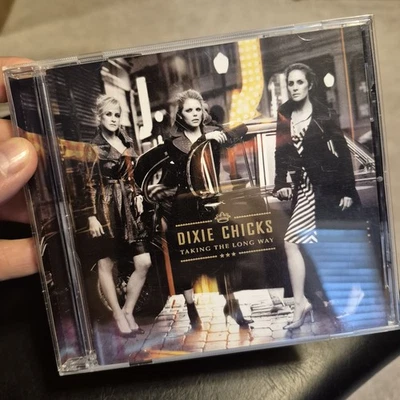 DIXIE CHICKS
TAKING THE LONG WAY